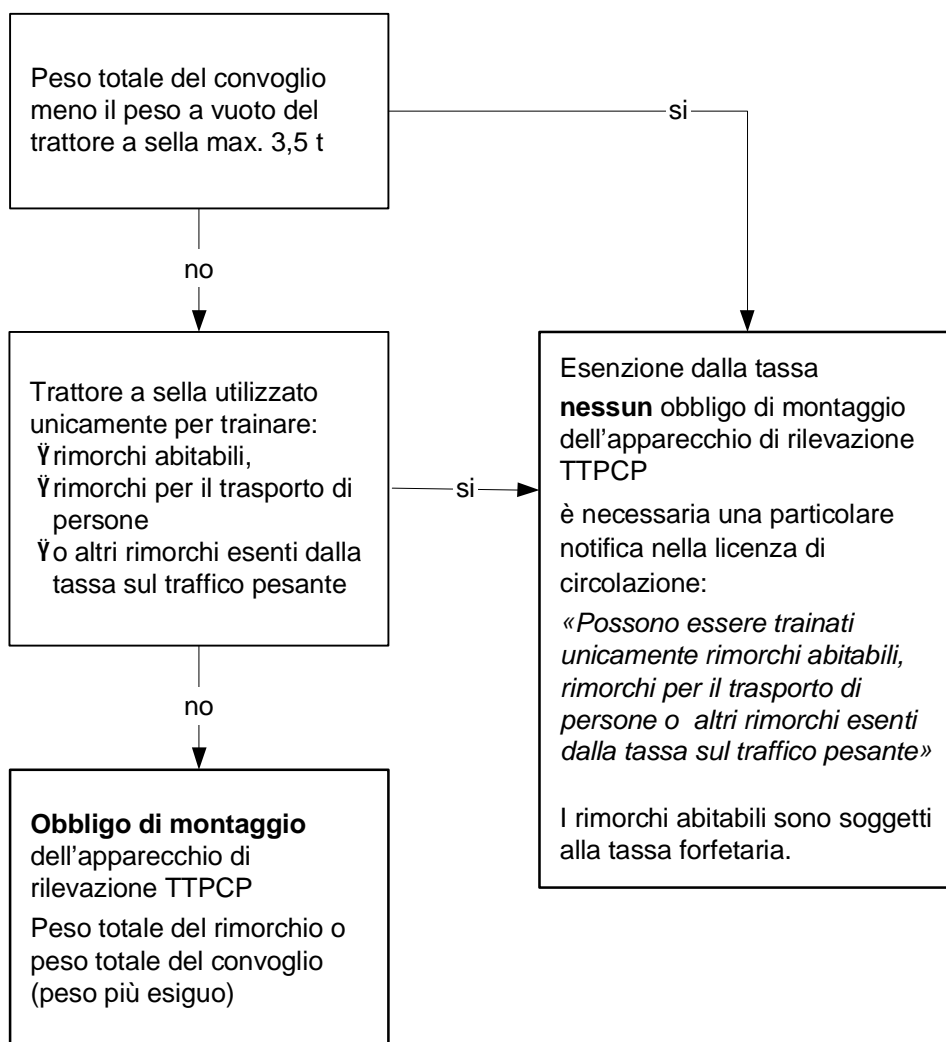 Peso totale del convoglio
meno il peso a vuoto del
trattore a sella max. 3,5 t
si
no
Trattore a sella utilizzato
unicamente per trainare:
Ÿ rimorchi abitabili,
Ÿ rimorchi per il trasporto di
persone
Ÿ o altri rimorchi esenti dalla
tassa sul traffico pesante
si
no
Esenzione dalla tassa
nessun obbligo di montaggio
dell'apparecchio di rilevazione
TTPCP
è necessaria una particolare
notifica nella licenza di
circolazione:
«Possono essere trainati
unicamente rimorchi abitabili,
rimorchi per il trasporto di
persone o altri rimorchi esenti
dalla tassa sul traffico pesante»
I rimorchi abitabili sono soggetti
alla tassa forfetaria.
Obbligo di montaggio
dell'apparecchio di
rilevazione TTPCP
Peso totale del rimorchio o
peso totale del convoglio
(peso più esiguo)